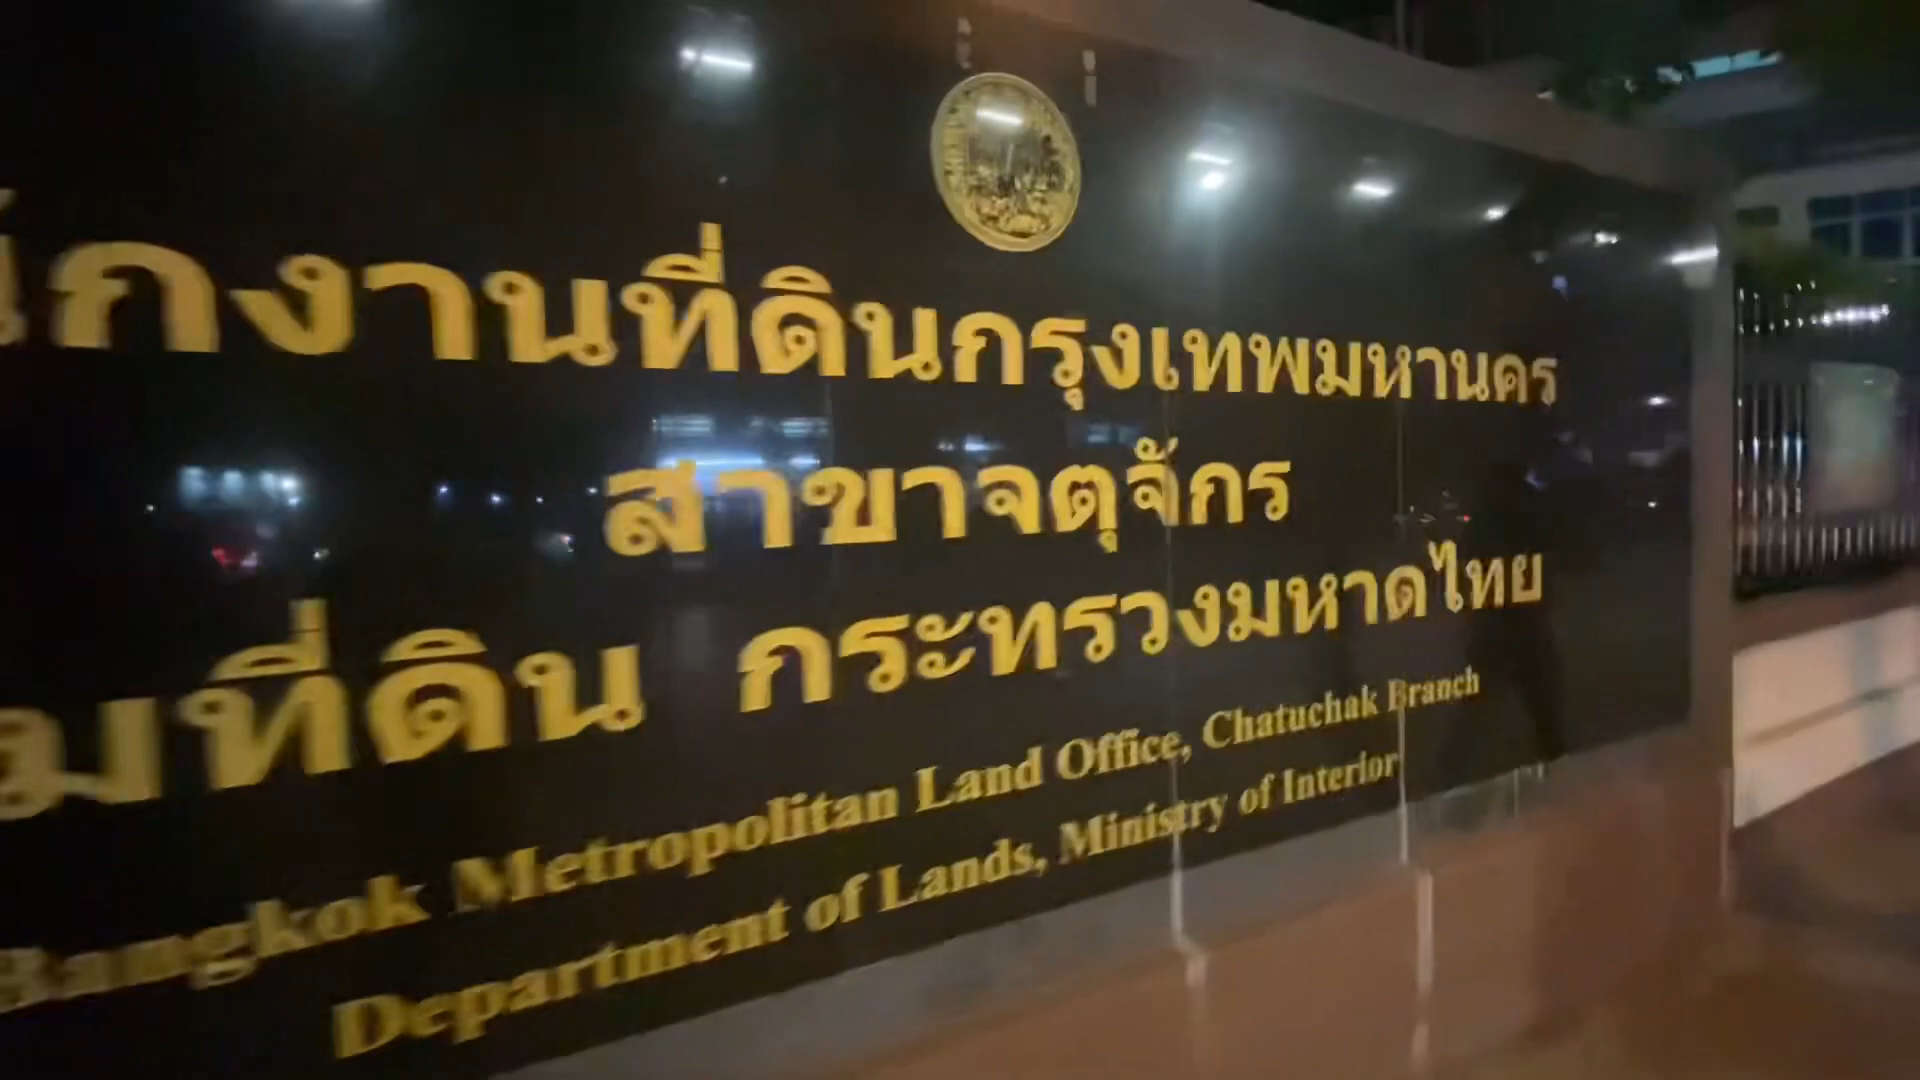 นักงานที่ดินกรุงเทพมหานคร
สาขาจตุจักร
มที่ดิน กระทรวงมหาดไทย
Bangkok Metropolitan Land Office, Chatuchak Branch
Department of Lands, Ministry of Interior